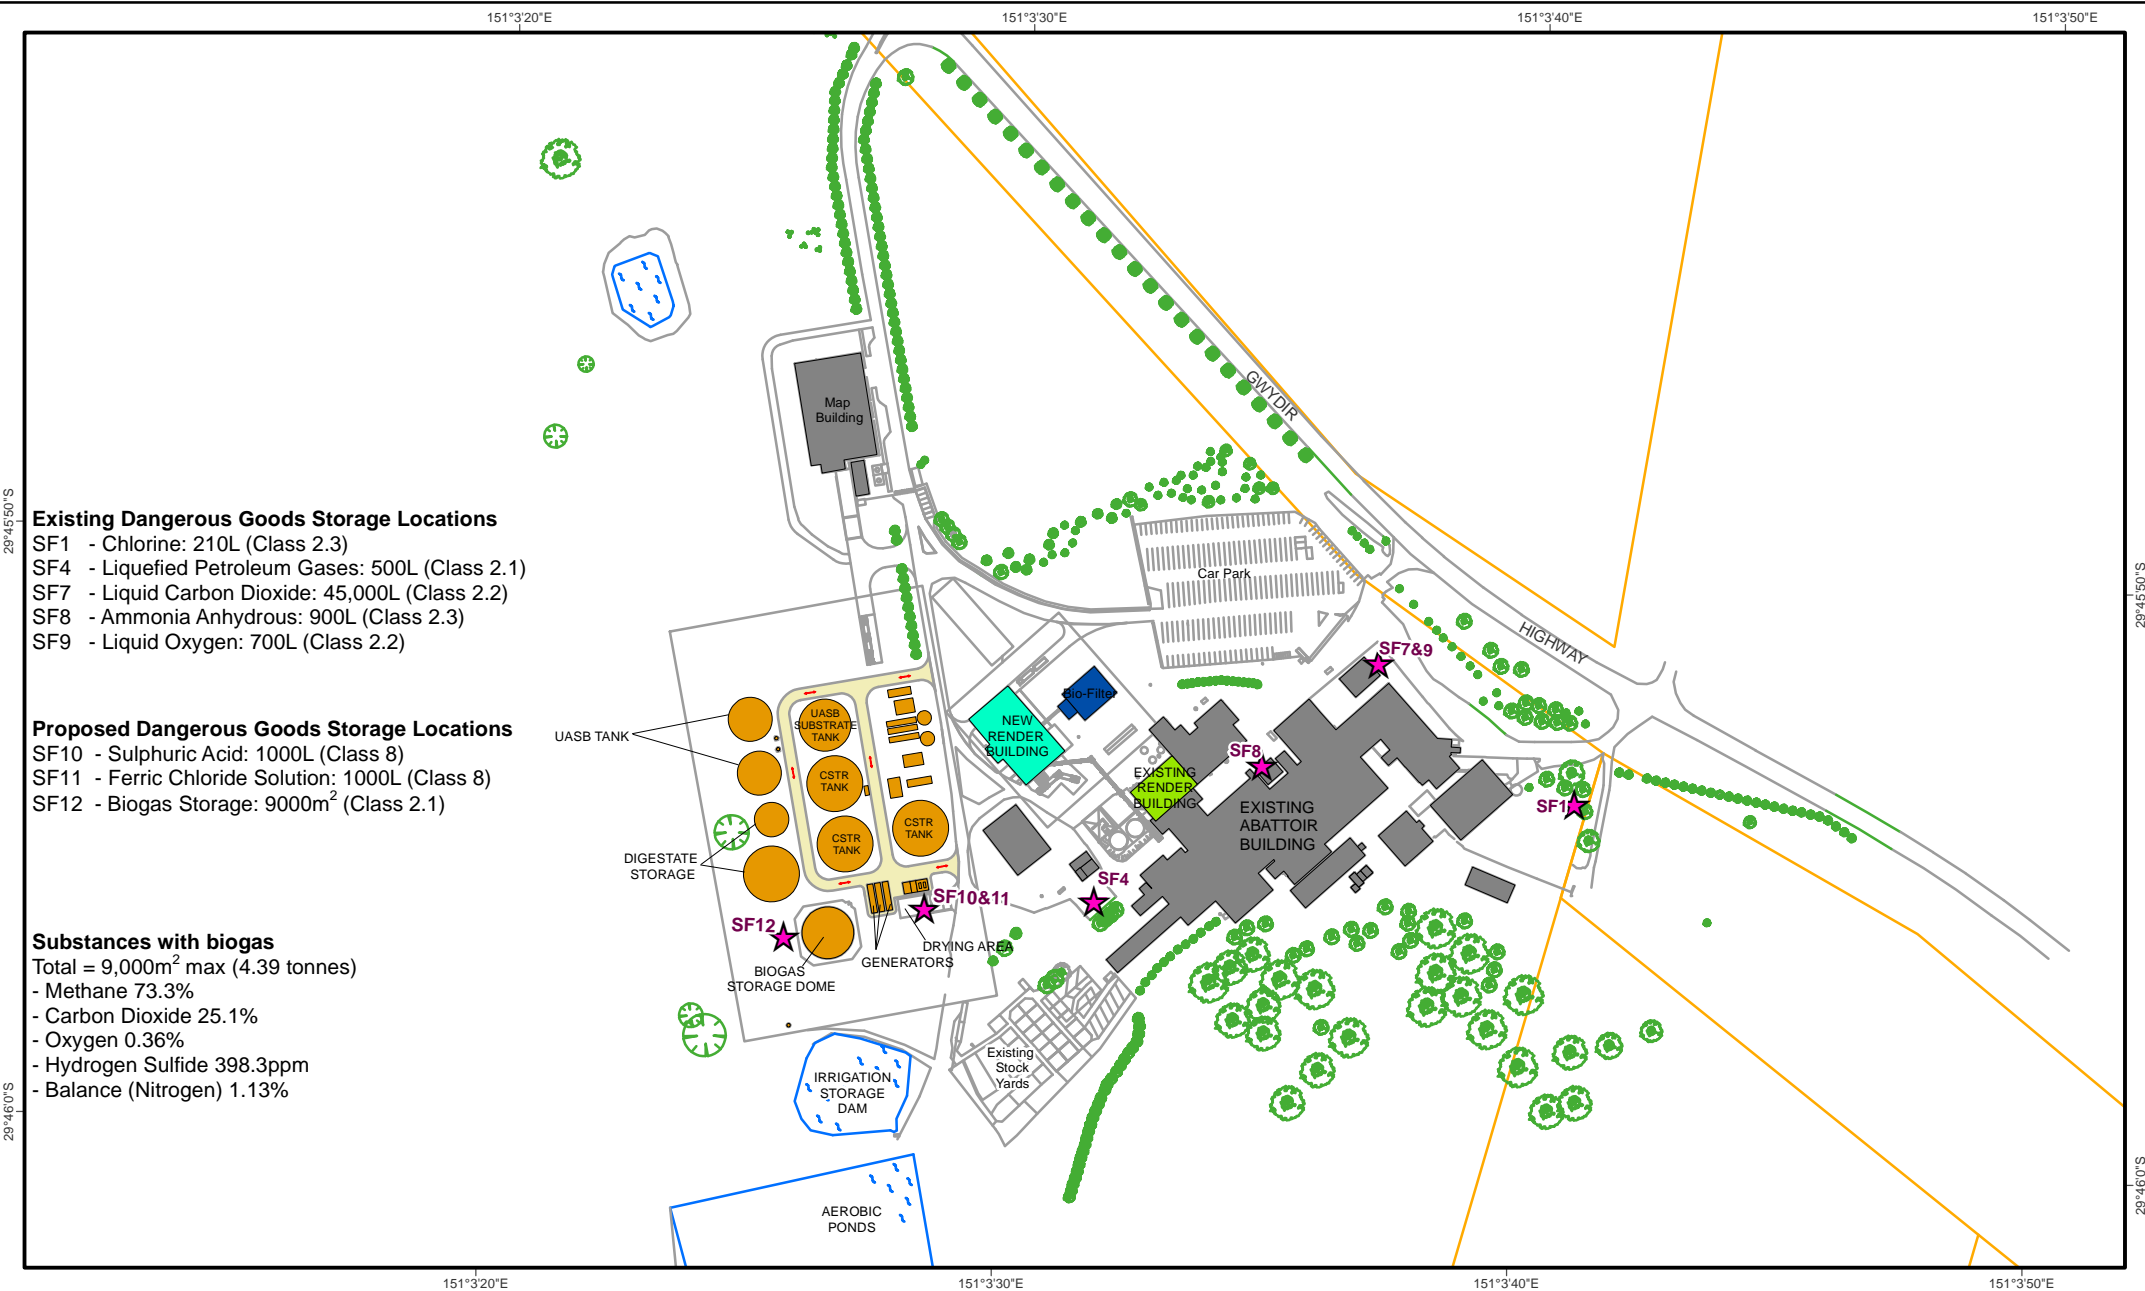 151°3'20"E
151°3'30"E
151°3'40"E
151°3'50"E
GWYDIR
HIGHWAY
Map
Building
Car Park
29°45'50"S
29°45'50"S
Existing Dangerous Goods Storage Locations
SF1 - Chlorine: 210L (Class 2.3)
SF4 - Liquefied Petroleum Gases: 500L (Class 2.1)
SF7 - Liquid Carbon Dioxide: 45,000L (Class 2.2)
SF8 - Ammonia Anhydrous: 900L (Class 2.3)
SF9 - Liquid Oxygen: 700L (Class 2.2)
Proposed Dangerous Goods Storage Locations
SF10 - Sulphuric Acid: 1000L (Class 8)
SF11 - Ferric Chloride Solution: 1000L (Class 8)
SF12 - Biogas Storage: 9000m² (Class 2.1)
Substances with biogas
Total = 9,000m² max (4.39 tonnes)
- Methane 73.3%
- Carbon Dioxide 25.1%
- Oxygen 0.36%
- Hydrogen Sulfide 398.3ppm
- Balance (Nitrogen) 1.13%
SF7&9
Bio-Filter
UASB
SUBSTRATE
TANK
UASB TANK
NEW
RENDER
BUILDING
SF8
EXISTING
RENDER
BUILDING
CSTR
TANK
CSTR
TANK
CSTR
TANK
EXISTING
ABATTOIR
BUILDING
SF1
DIGESTATE
STORAGE
SF4
SF10&11
SF12
DRYING AREA
GENERATORS
BIOGAS
STORAGE DOME
Existing
Stock
Yards
IRRIGATION
STORAGE
DAM
AEROBIC
PONDS
29°46'0"S
29°46'0"S
151°3'20"E
151°3'30"E
151°3'40"E
151°3'50"E